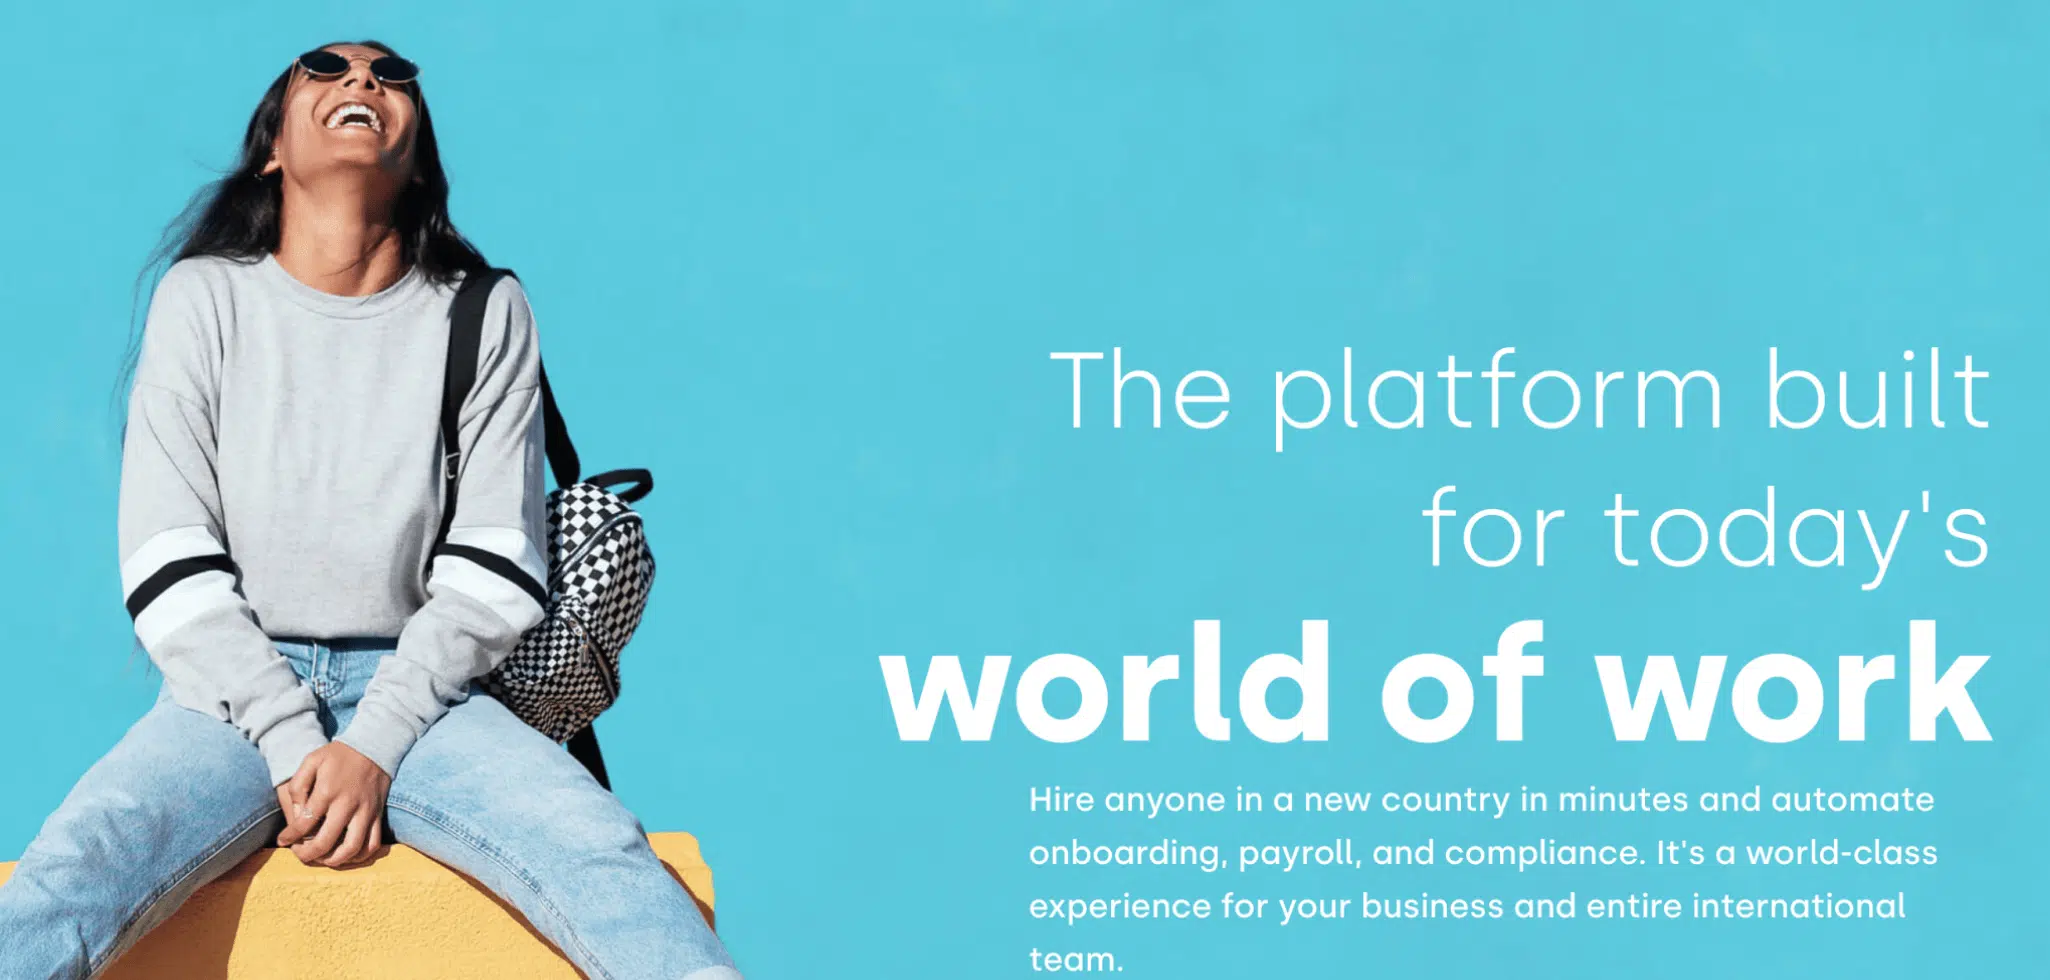 The platform built
for today's
world of work
Hire anyone in a new country in minutes and automate
onboarding, payroll, and compliance. It's a world-class
experience for your business and entire international
team.